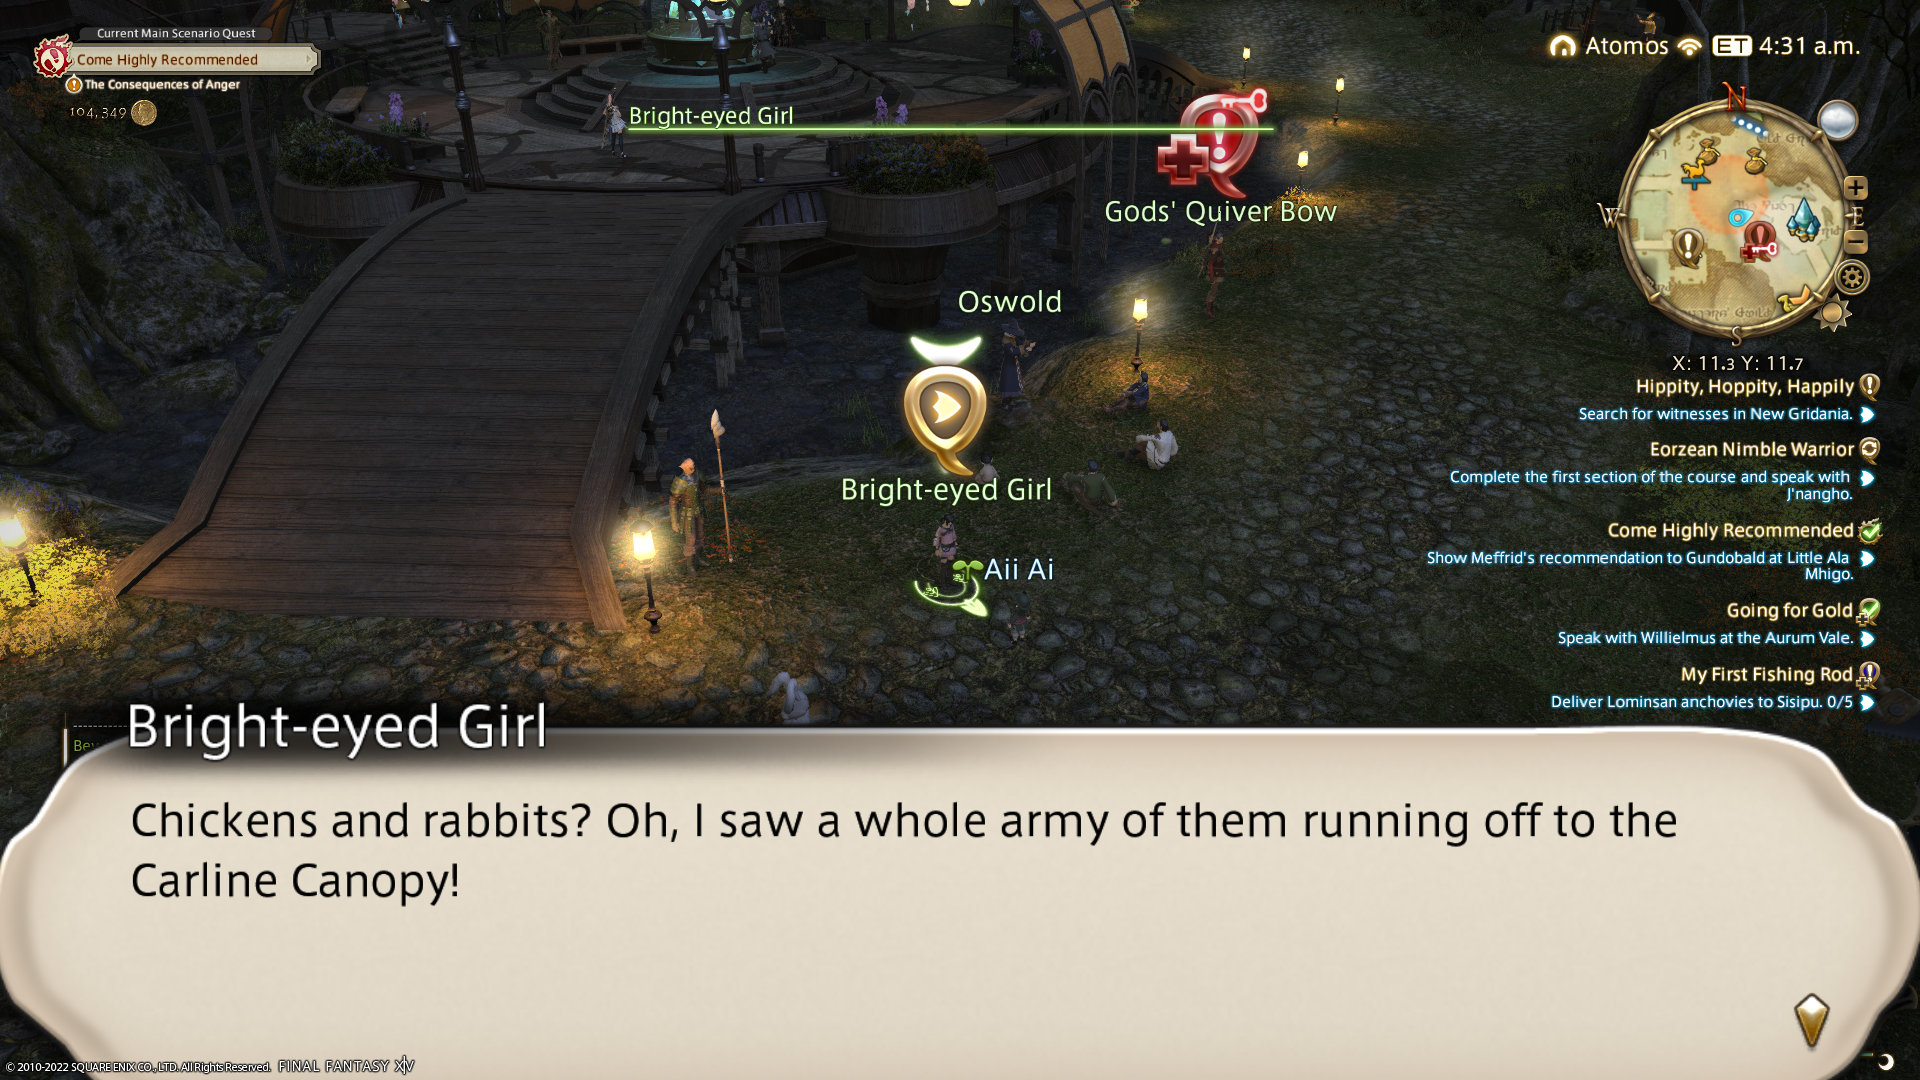 Current Main Scenario Quest
Come Highly Recommended
The Consequences of Anger
104,349
Atomos ET 4:31 a.m.
Bright-eyed Girl
Gods' Quiver Bow
N
W
E
S
X: 11.3 Y: 11.7
Oswold
Bright-eyed Girl
Aii Ai
Hippity, Hoppity, Happily
Search for witnesses in New Gridania.
Eorzean Nimble Warrior
Complete the first section of the course and speak with
J'nangho.
Come Highly Recommended
Show Meffrid's recommendation to Gundobald at Little Ala
Mhigo.
Going for Gold
Speak with Willielmus at the Aurum Vale.
My First Fishing Rod
Deliver Lominsan anchovies to Sisipu. 0/5
Bright-eyed Girl
Chickens and rabbits? Oh, I saw a whole army of them running off to the
Carline Canopy!
© 2010-2022 SQUARE ENIX CO., LTD. All Rights Reserved. FINAL FANTASY XIV